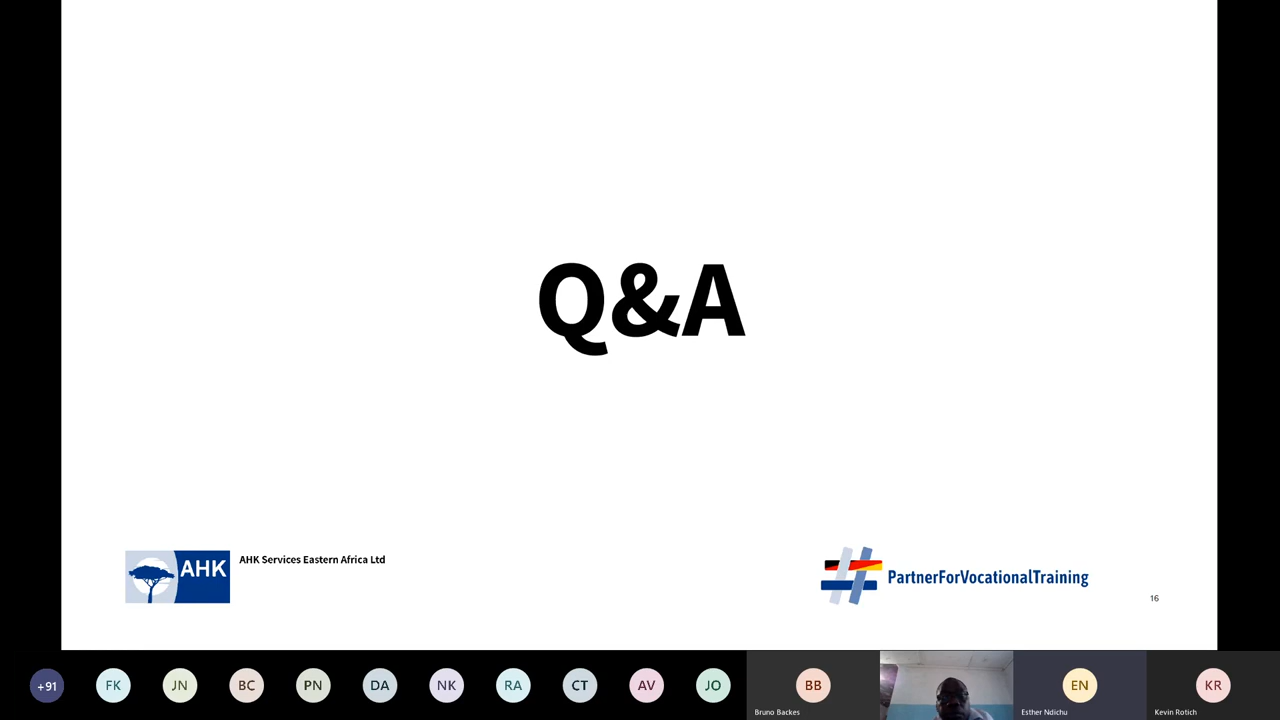 Q&A
AHK
AHK Services Eastern Africa Ltd
PartnerForVocationalTraining
16
+91
FK
JN
BC
PN
DA
NK
RA
CT
AV
JO
BB
EN
KR
Bruno Backes
Esther Ndichu
Kevin Rotich